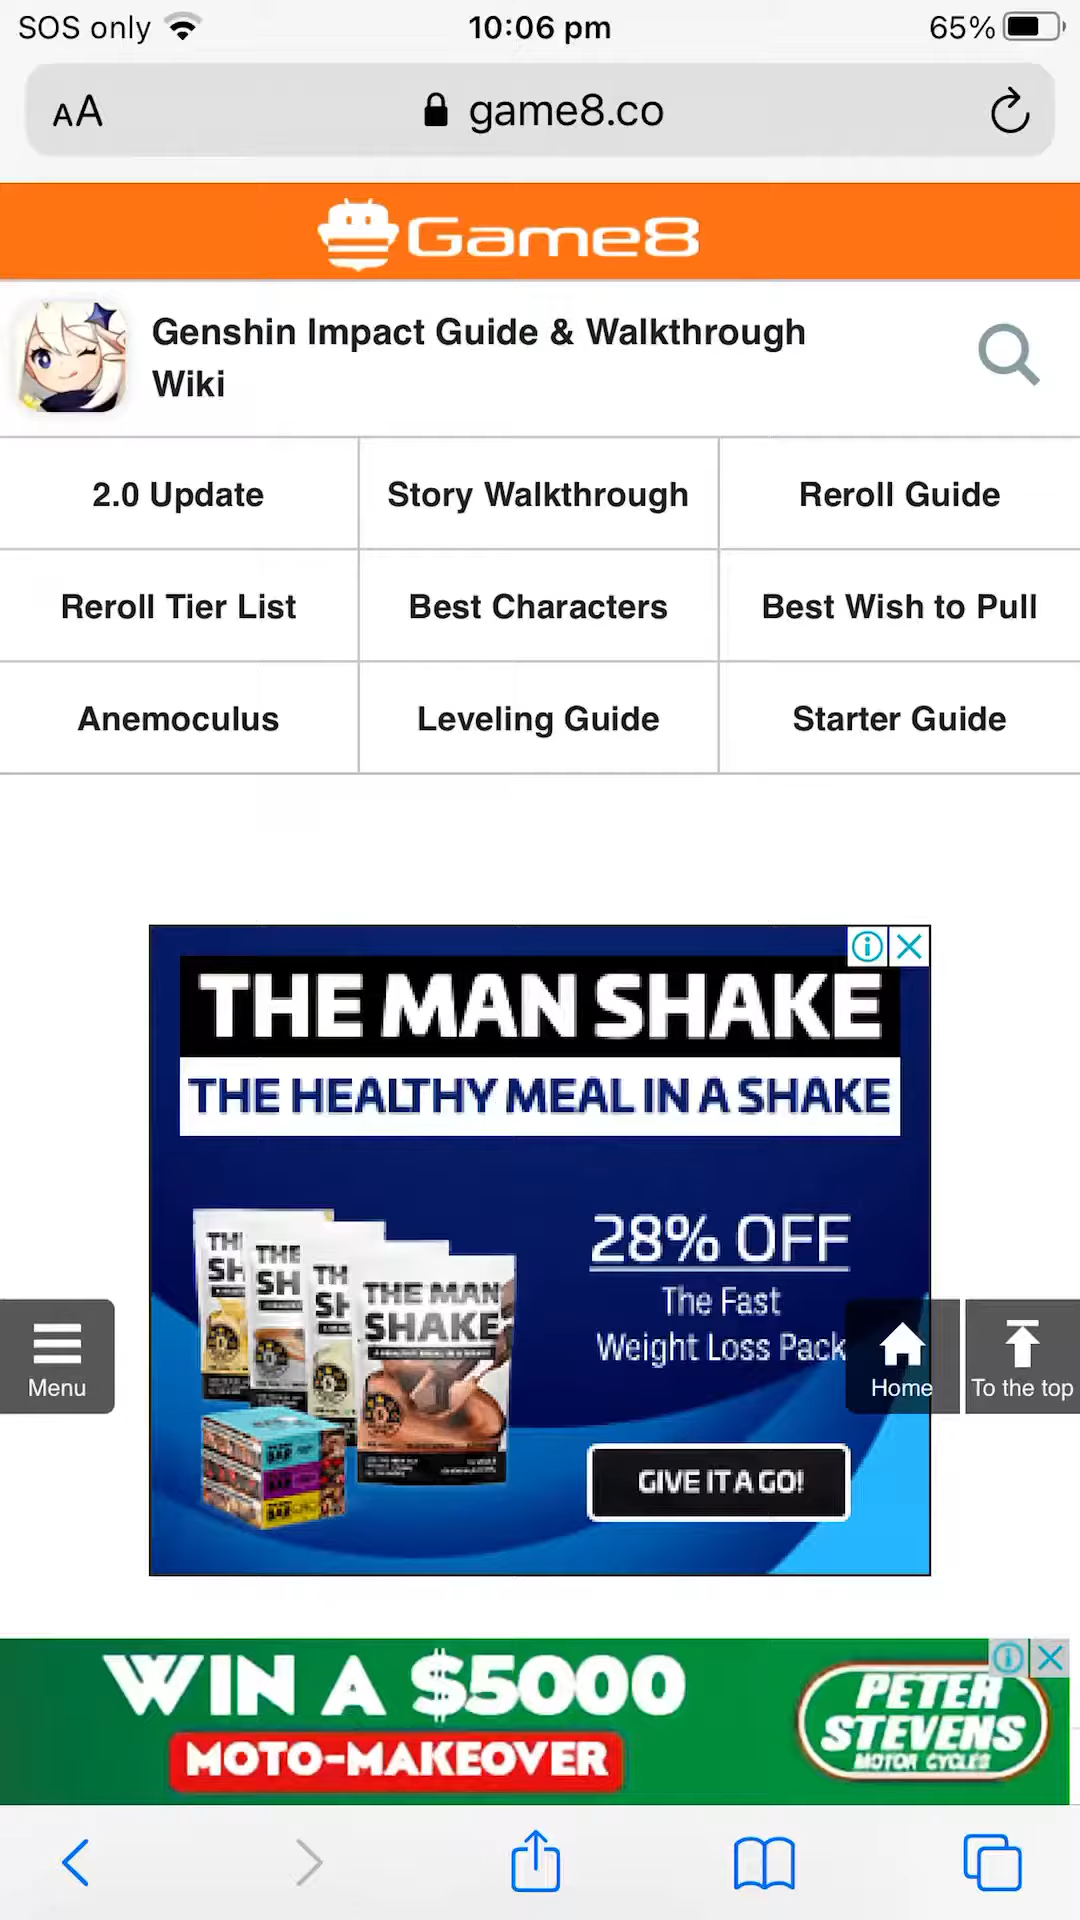 SOS only
10:06 pm
65%
AA
game8.co
Game8
Genshin Impact Guide & Walkthrough
Wiki
2.0 Update
Story Walkthrough
Reroll Guide
Reroll Tier List
Best Characters
Best Wish to Pull
Anemoculus
Leveling Guide
Starter Guide
THE MAN SHAKE
THE HEALTHY MEAL IN A SHAKE
28% OFF
The Fast
Weight Loss Pack
THE
SH
THE MAN
SHAKE
GIVE IT A GO!
Menu
Home
To the top
WIN A $5000
MOTO-MAKEOVER
PETER
STEVENS
MOTOR CYCLES